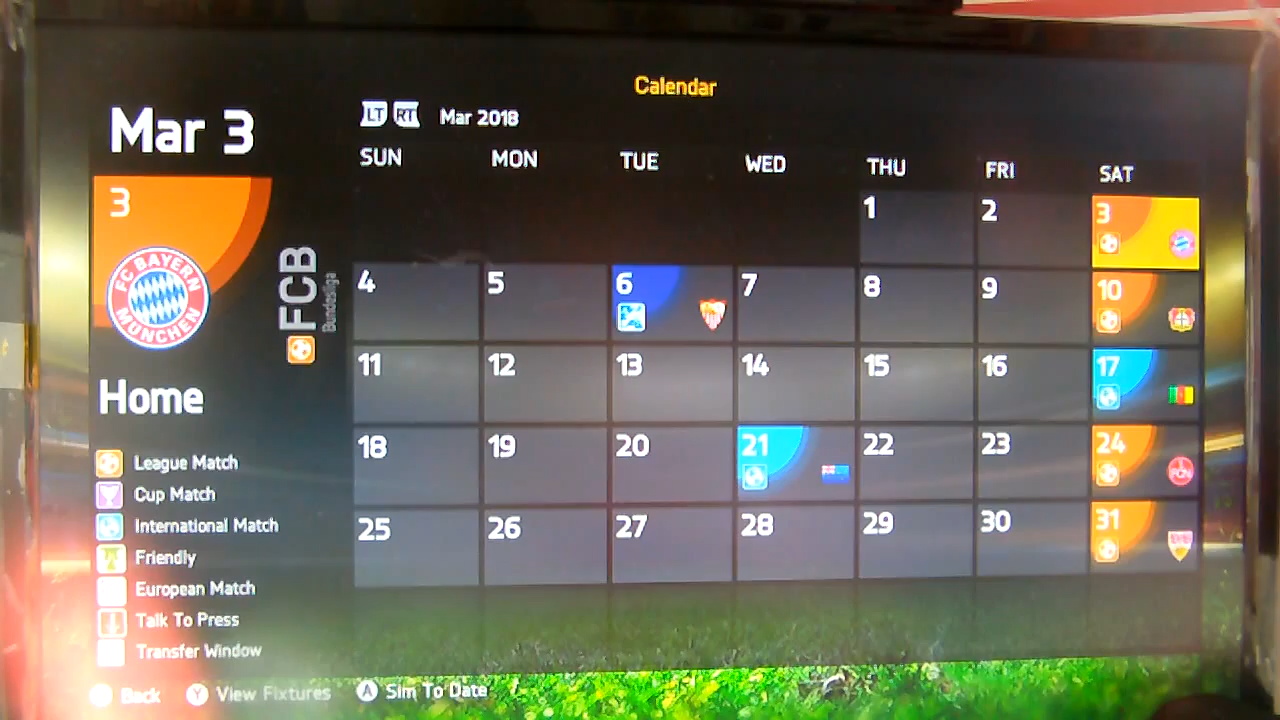 Calendar
Mar 3
LT RT Mar 2018
SUN MON TUE WED THU FRI SAT
3
FC BAYERN
MÜNCHEN
FCB
Bundesliga
Home
1 2 3
4 5 6 7 8 9 10
11 12 13 14 15 16 17
18 19 20 21 22 23 24
25 26 27 28 29 30 31
League Match
Cup Match
International Match
Friendly
European Match
Talk To Press
Transfer Window
Back Y View Fixtures A Sim To Date